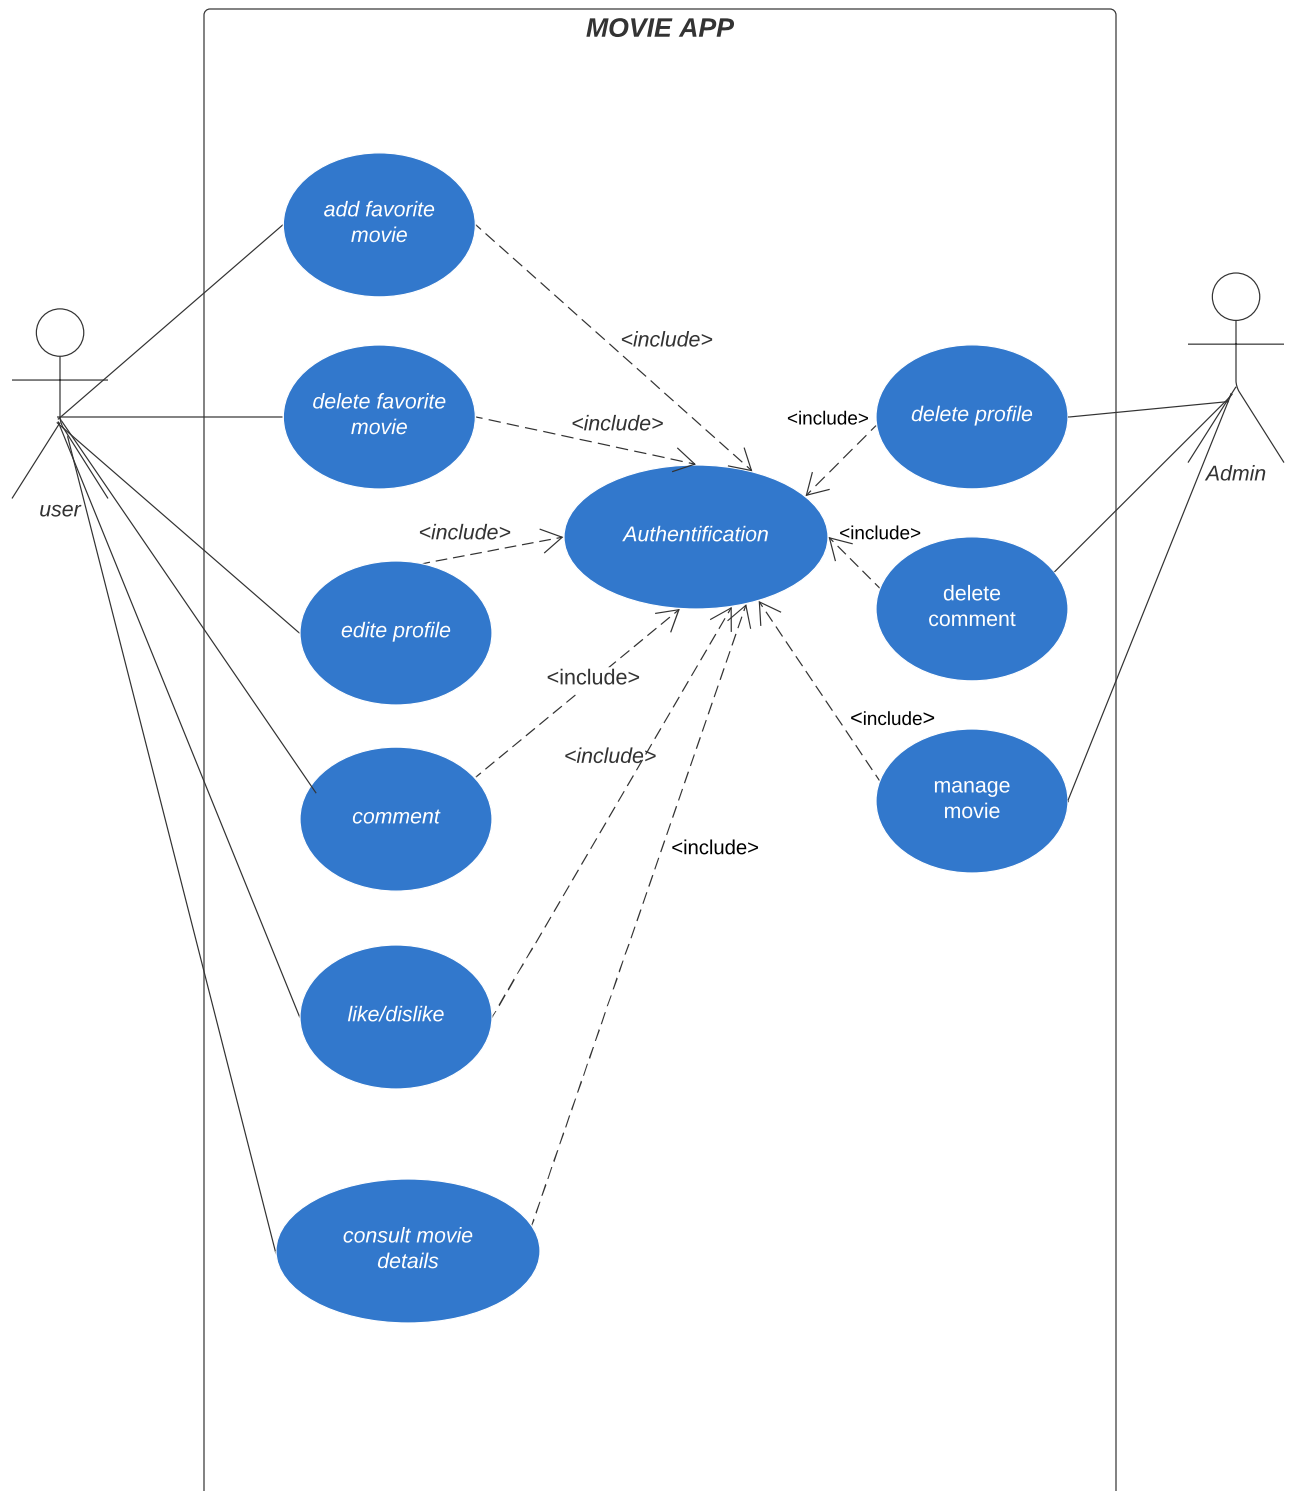 MOVIE APP
add favorite
movie
<include>
delete favorite
movie
<include>
<include>
delete profile
user
Admin
<include>
Authentification
<include>
edite profile
delete
comment
<include>
<include>
<include>
manage
movie
comment
<include>
like/dislike
consult movie
details